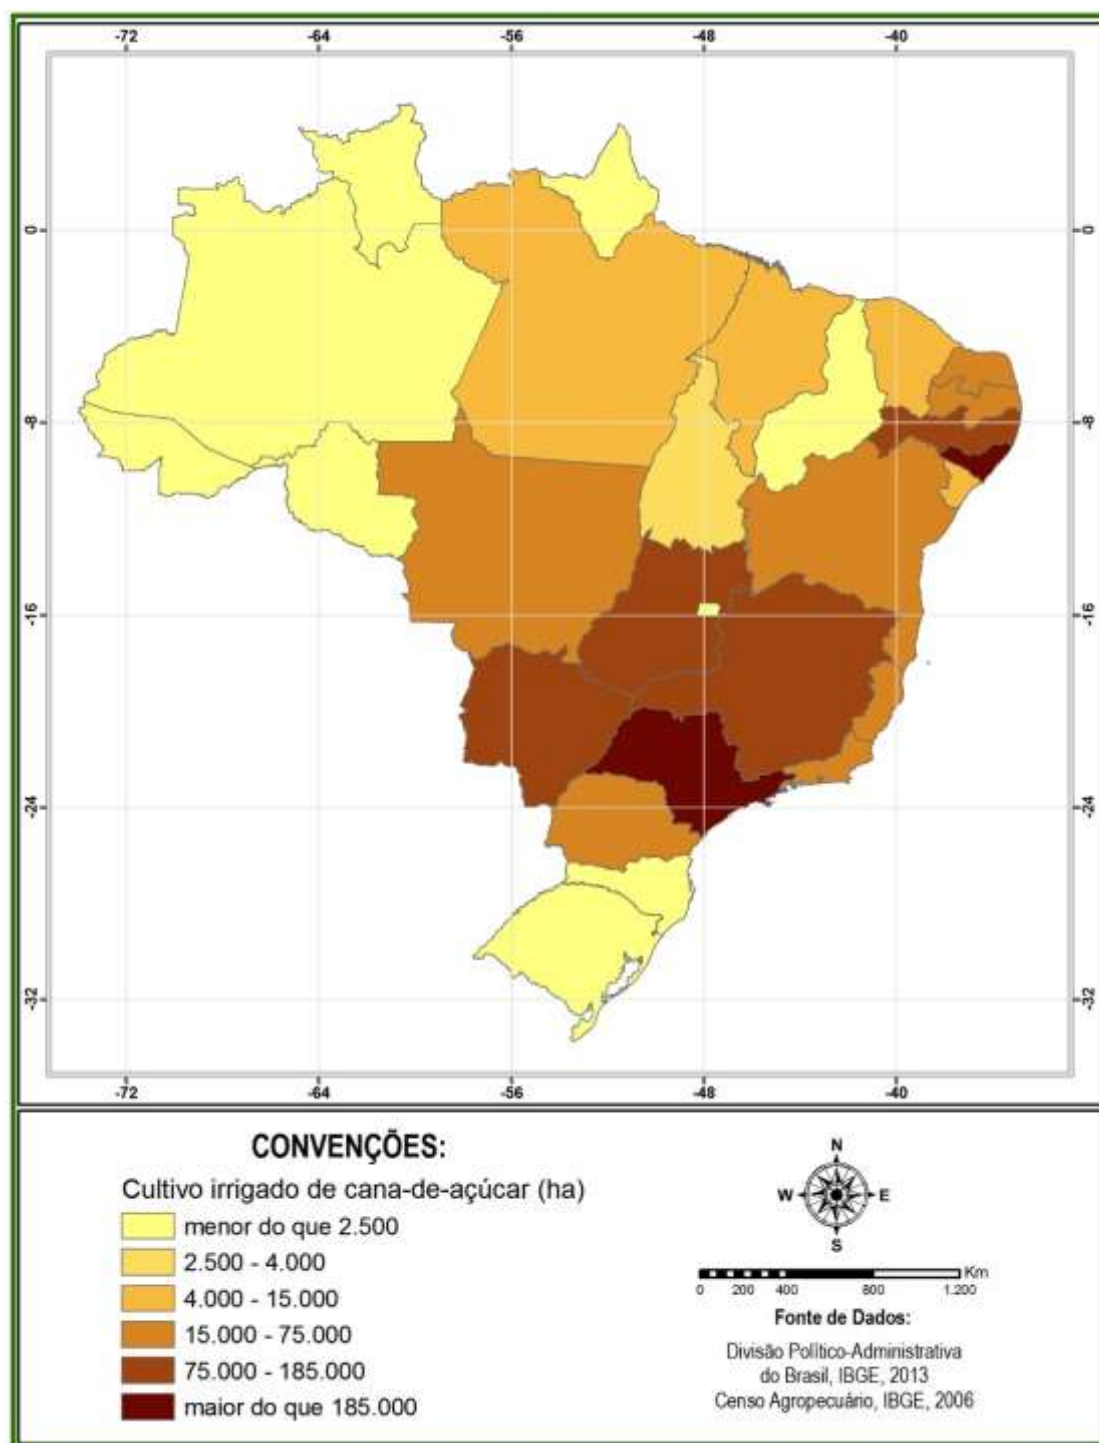 -72 -64 -56 -48 -40
0 0
-8 -8
-16 -16
-24 -24
-32 -32
-72 -64 -56 -48 -40
CONVENÇÕES:
Cultivo irrigado de cana-de-açúcar (ha)
menor do que 2.500
2.500 - 4.000
4.000 - 15.000
15.000 - 75.000
75.000 - 185.000
maior do que 185.000
N
W E
S
Km
0 200 400 800 1.200
Fonte de Dados:
Divisão Político-Administrativa
do Brasil, IBGE, 2013
Censo Agropecuário, IBGE, 2006